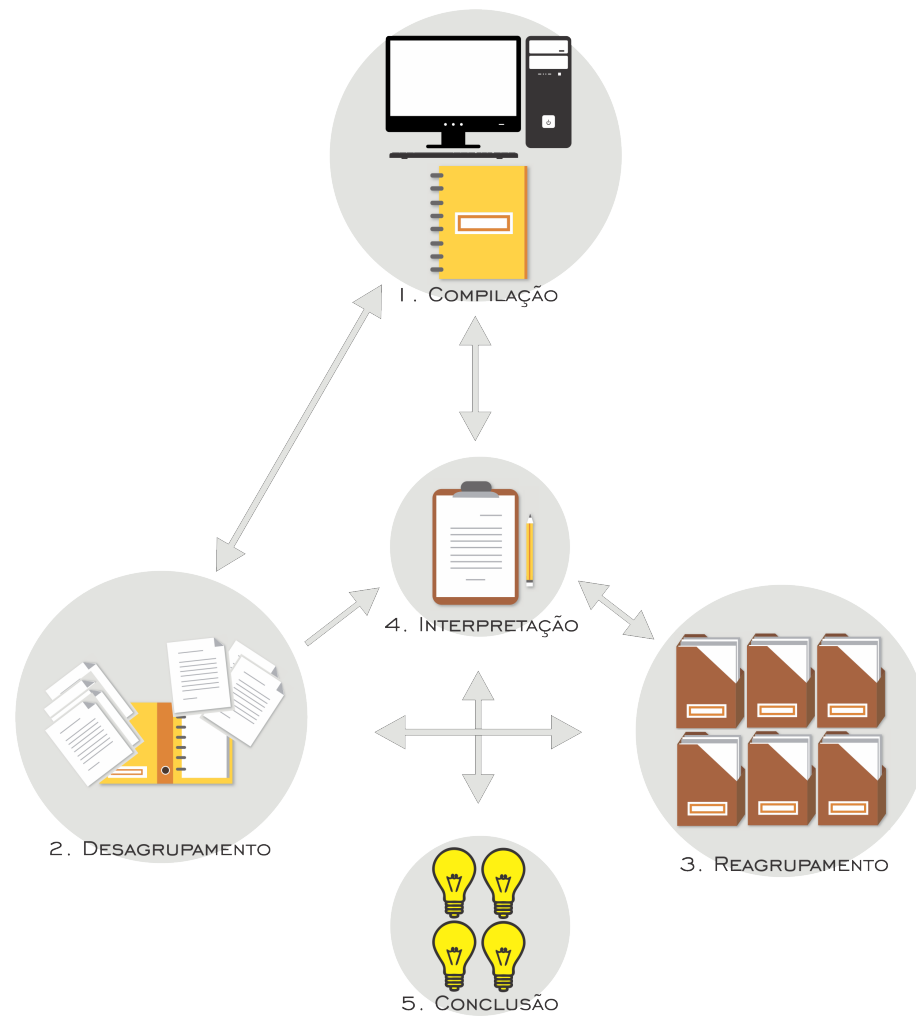 1. Compilação
4. Interpretação
2. Desagrupamento
3. Reagrupamento
5. Conclusão